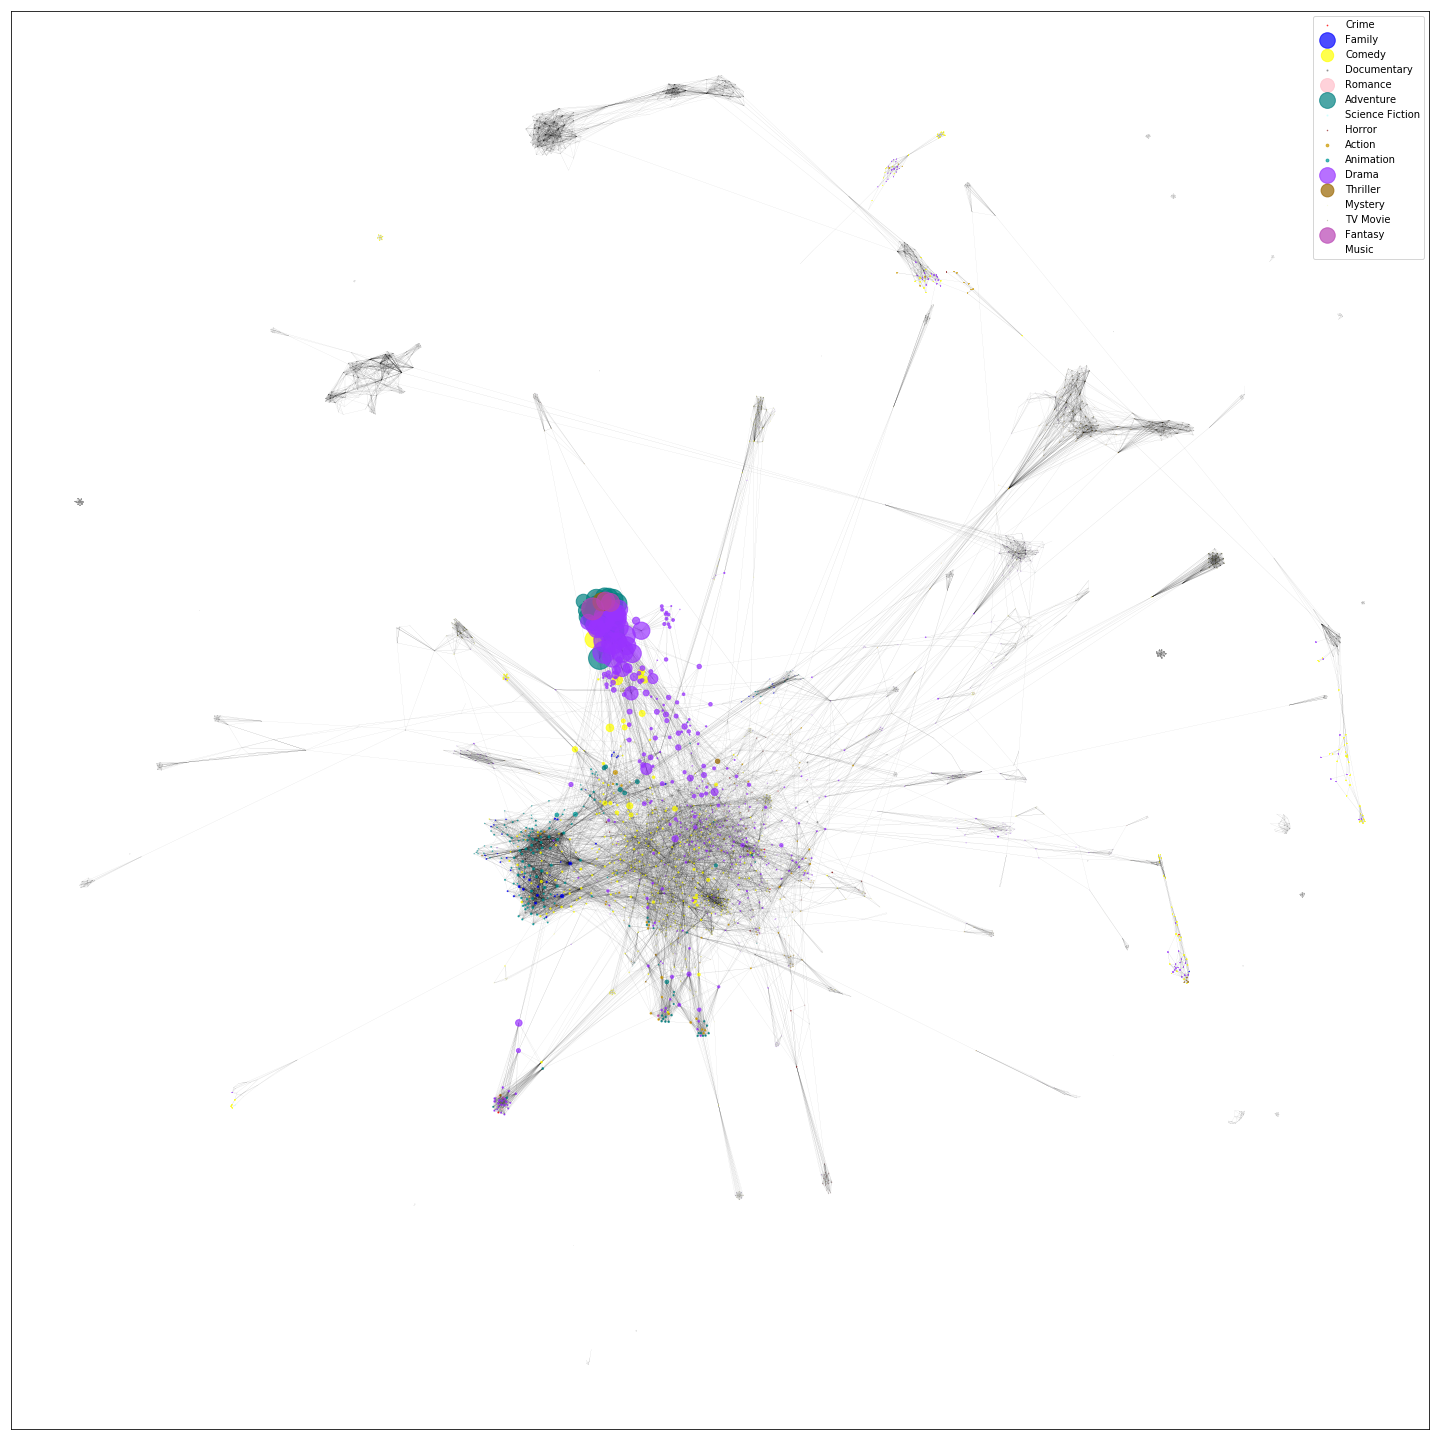 Crime
Family
Comedy
Documentary
Romance
Adventure
Science Fiction
Horror
Action
Animation
Drama
Thriller
Mystery
TV Movie
Fantasy
Music